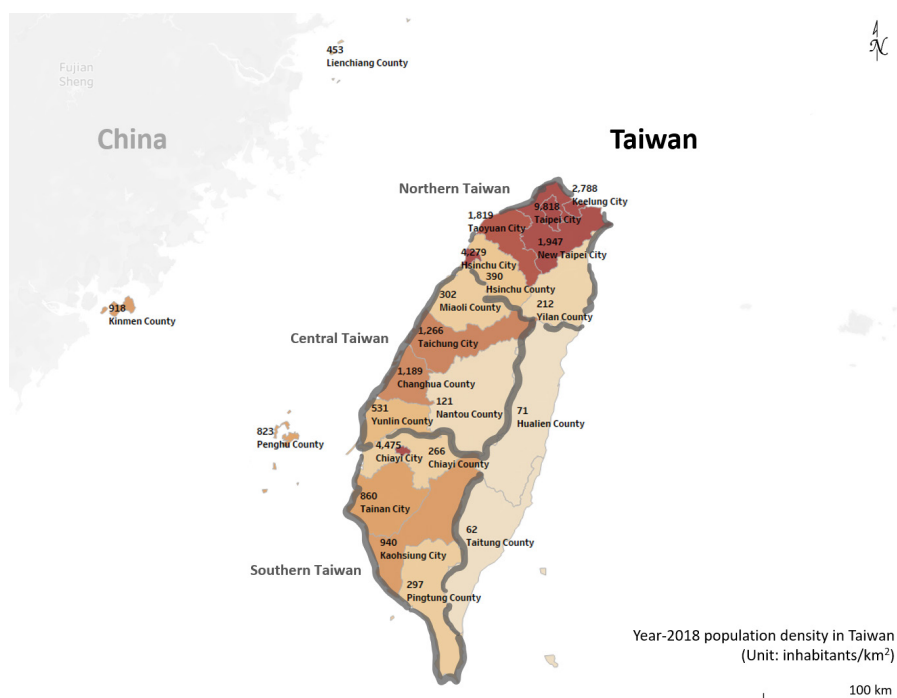 453
Lienchiang County
Fujian
Sheng
China
Taiwan
N
Northern Taiwan
2,788
Keelung City
9,818
Taipei City
1,819
Taoyuan City
1,947
New Taipei City
4,279
Hsinchu City
390
Hsinchu County
302
Miaoli County
212
Yilan County
918
Kinmen County
Central Taiwan
1,266
Taichung City
1,189
Changhua County
121
Nantou County
531
Yunlin County
71
Hualien County
823
Penghu County
4,475
Chiayi City
266
Chiayi County
860
Tainan City
62
Taitung County
940
Kaohsiung City
Southern Taiwan
297
Pingtung County
Year-2018 population density in Taiwan
(Unit: inhabitants/km²)
100 km